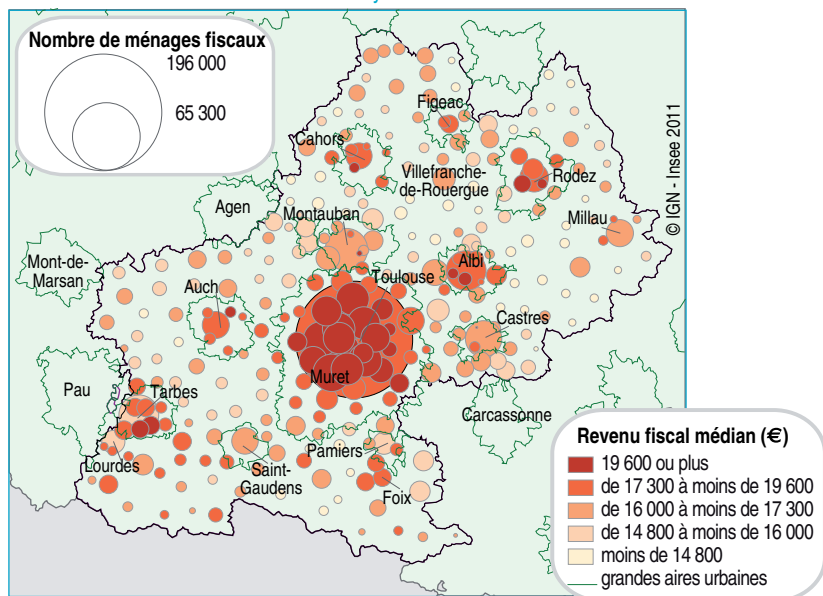 Nombre de ménages fiscaux
196 000
65 300
Figeac
Cahors
Villefranche-
de-Rouergue
Rodez
© IGN - Insee 2011
Agen
Montauban
Millau
Mont-de-
Marsan
Albi
Toulouse
Auch
Castres
Pau
Muret
Tarbes
Carcassonne
Lourdes
Saint-
Gaudens
Pamiers
Foix
Revenu fiscal médian (€)
19 600 ou plus
de 17 300 à moins de 19 600
de 16 000 à moins de 17 300
de 14 800 à moins de 16 000
moins de 14 800
grandes aires urbaines